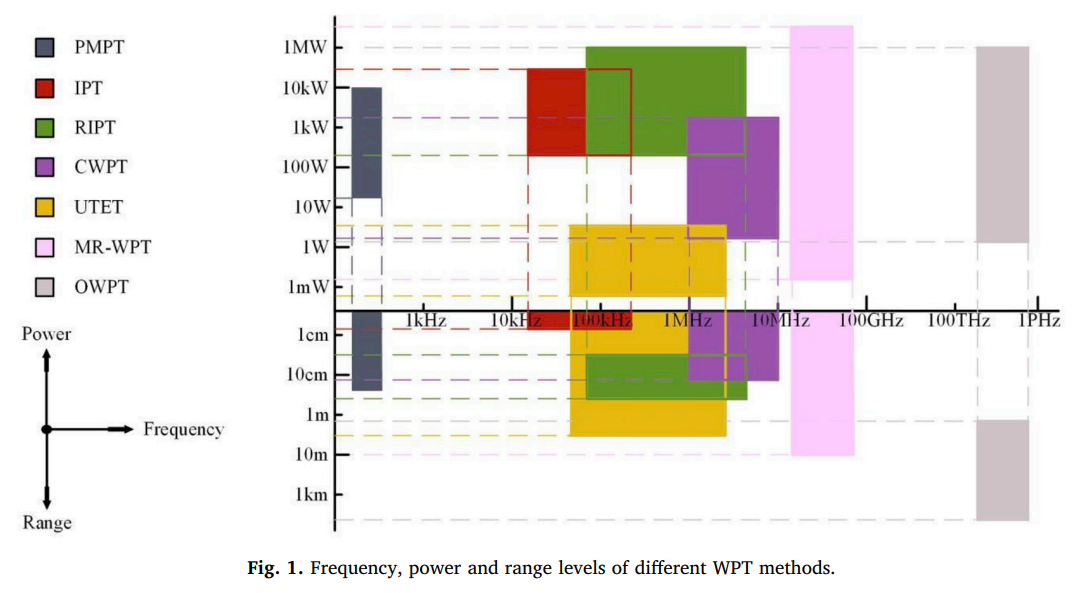 PMPT
IPT
RIPT
CWPT
UTET
MR-WPT
OWPT
Power
Frequency
Range
1MW
10kW
1kW
100W
10W
1W
1mW
1kHz 10kHz 100kHz 1MHz 10MHz 100GHz 100THz 1PHz
1cm
10cm
1m
10m
1km
Fig. 1. Frequency, power and range levels of different WPT methods.